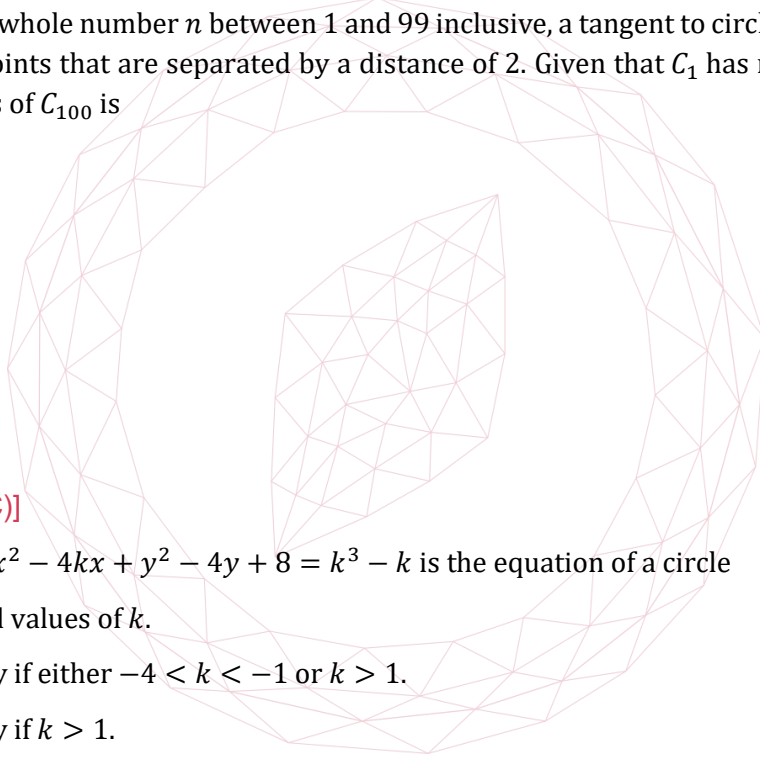 whole number n between 1 and 99 inclusive, a tangent to circ
oints that are separated by a distance of 2. Given that C₁ has
of C₁₀₀ is
)]
x² − 4kx + y² − 4y + 8 = k³ − k is the equation of a circle
values of k.
if either −4 < k < −1 or k > 1.
if k > 1.